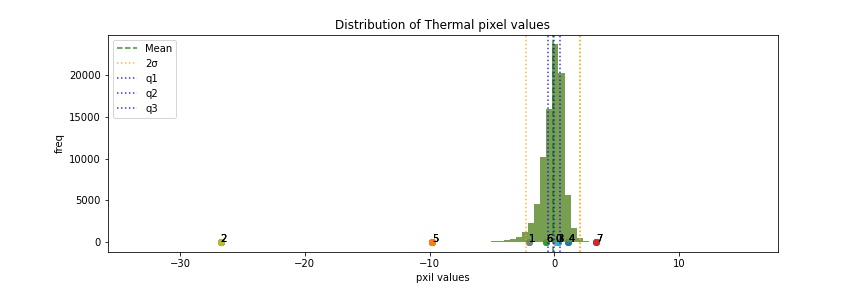 Distribution of Thermal pixel values
Mean
2σ
q1
q2
q3
freq
20000
15000
10000
5000
0
2 5 1 6 0 4 7
−30 −20 −10 0 10
pxil values